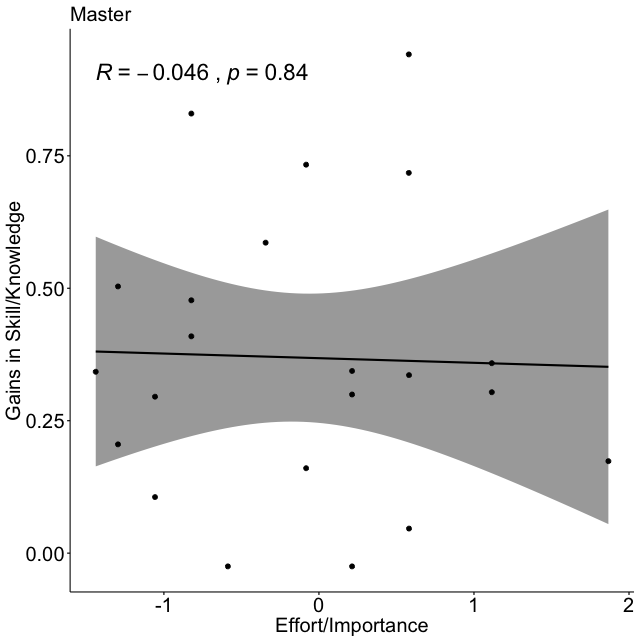 Master
R = −0.046 , p = 0.84
Gains in Skill/Knowledge
0.75
0.50
0.25
0.00
-1 0 1 2
Effort/Importance